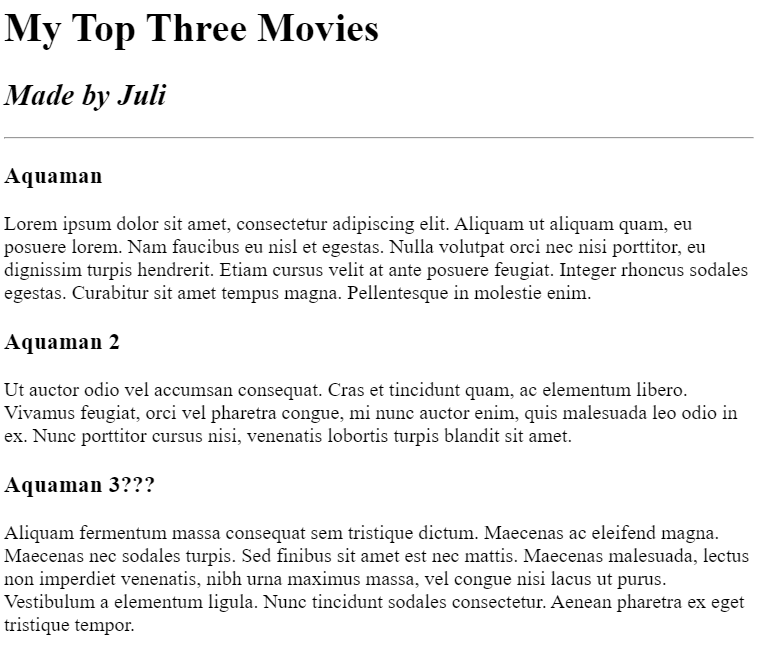 My Top Three Movies
Made by Juli
Aquaman
Lorem ipsum dolor sit amet, consectetur adipiscing elit. Aliquam ut aliquam quam, eu
posuere lorem. Nam faucibus eu nisl et egestas. Nulla volutpat orci nec nisi porttitor, eu
dignissim turpis hendrerit. Etiam cursus velit at ante posuere feugiat. Integer rhoncus sodales
egestas. Curabitur sit amet tempus magna. Pellentesque in molestie enim.
Aquaman 2
Ut auctor odio vel accumsan consequat. Cras et tincidunt quam, ac elementum libero.
Vivamus feugiat, orci vel pharetra congue, mi nunc auctor enim, quis malesuada leo odio in
ex. Nunc porttitor cursus nisi, venenatis lobortis turpis blandit sit amet.
Aquaman 3???
Aliquam fermentum massa consequat sem tristique dictum. Maecenas ac eleifend magna.
Maecenas nec sodales turpis. Sed finibus sit amet est nec mattis. Maecenas malesuada, lectus
non imperdiet venenatis, nibh urna maximus massa, vel congue nisi lacus ut purus.
Vestibulum a elementum ligula. Nunc tincidunt sodales consectetur. Aenean pharetra ex eget
tristique tempor.